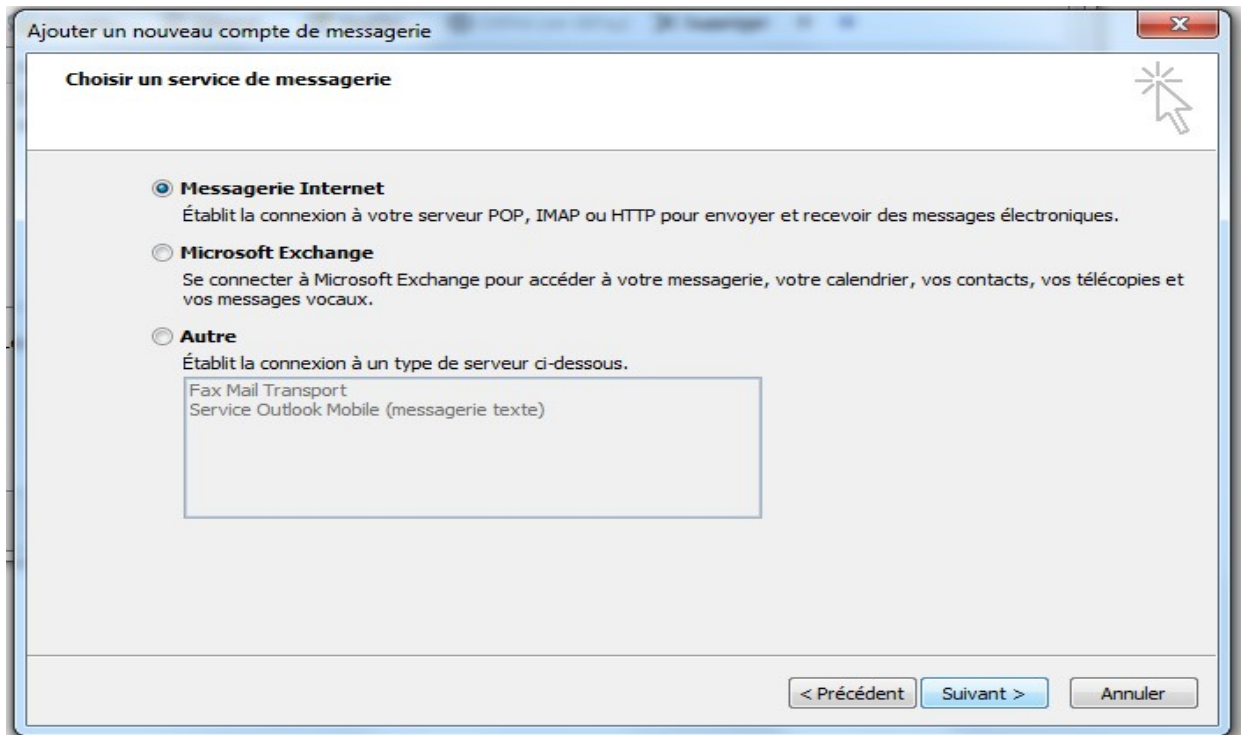 Ajouter un nouveau compte de messagerie
Choisir un service de messagerie
Messagerie Internet
Établit la connexion à votre serveur POP, IMAP ou HTTP pour envoyer et recevoir des messages électroniques.
Microsoft Exchange
Se connecter à Microsoft Exchange pour accéder à votre messagerie, votre calendrier, vos contacts, vos télécopies et
vos messages vocaux.
Autre
Établit la connexion à un type de serveur ci-dessous.
Fax Mail Transport
Service Outlook Mobile (messagerie texte)
< Précédent Suivant > Annuler